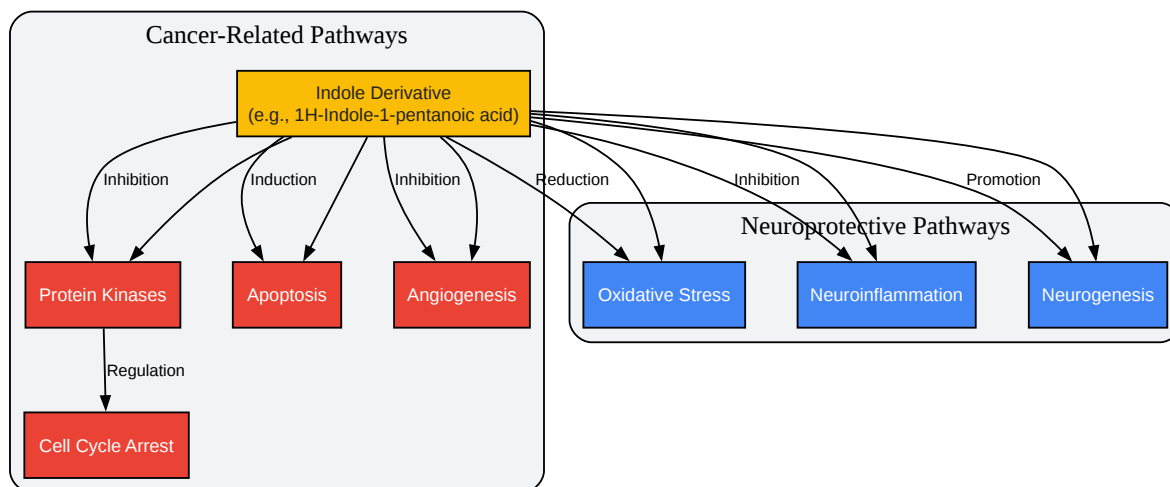 Cancer-Related Pathways
Indole Derivative
(e.g., 1H-Indole-1-pentanoic acid)
Inhibition
Induction
Inhibition
Reduction
Inhibition
Promotion
Neuroprotective Pathways
Protein Kinases
Apoptosis
Angiogenesis
Oxidative Stress
Neuroinflammation
Neurogenesis
Regulation
Cell Cycle Arrest